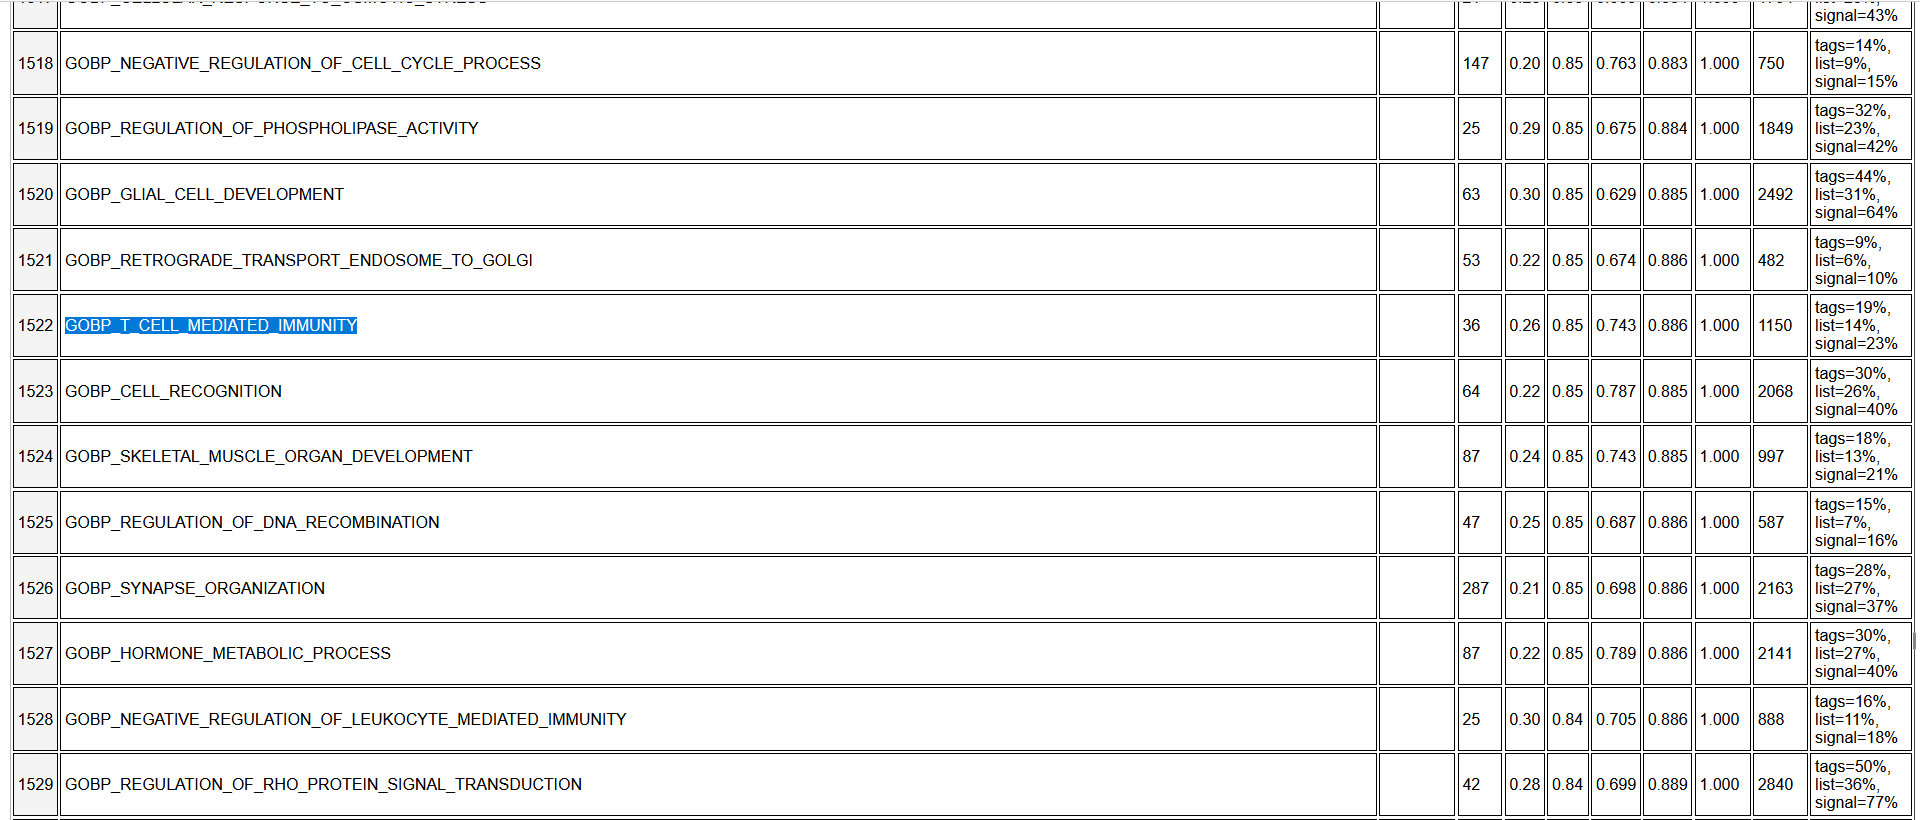 signal=43%
1518 GOBP_NEGATIVE_REGULATION_OF_CELL_CYCLE_PROCESS 147 0.20 0.85 0.763 0.883 1.000 750 tags=14%,
list=9%,
signal=15%
1519 GOBP_REGULATION_OF_PHOSPHOLIPASE_ACTIVITY 25 0.29 0.85 0.675 0.884 1.000 1849 tags=32%,
list=23%,
signal=42%
1520 GOBP_GLIAL_CELL_DEVELOPMENT 63 0.30 0.85 0.629 0.885 1.000 2492 tags=44%,
list=31%,
signal=64%
1521 GOBP_RETROGRADE_TRANSPORT_ENDOSOME_TO_GOLGI 53 0.22 0.85 0.674 0.886 1.000 482 tags=9%,
list=6%,
signal=10%
1522 GOBP_T_CELL_MEDIATED_IMMUNITY 36 0.26 0.85 0.743 0.886 1.000 1150 tags=19%,
list=14%,
signal=23%
1523 GOBP_CELL_RECOGNITION 64 0.22 0.85 0.787 0.885 1.000 2068 tags=30%,
list=26%,
signal=40%
1524 GOBP_SKELETAL_MUSCLE_ORGAN_DEVELOPMENT 87 0.24 0.85 0.743 0.885 1.000 997 tags=18%,
list=13%,
signal=21%
1525 GOBP_REGULATION_OF_DNA_RECOMBINATION 47 0.25 0.85 0.687 0.886 1.000 587 tags=15%,
list=7%,
signal=16%
1526 GOBP_SYNAPSE_ORGANIZATION 287 0.21 0.85 0.698 0.886 1.000 2163 tags=28%,
list=27%,
signal=37%
1527 GOBP_HORMONE_METABOLIC_PROCESS 87 0.22 0.85 0.789 0.886 1.000 2141 tags=30%,
list=27%,
signal=40%
1528 GOBP_NEGATIVE_REGULATION_OF_LEUKOCYTE_MEDIATED_IMMUNITY 25 0.30 0.84 0.705 0.886 1.000 888 tags=16%,
list=11%,
signal=18%
1529 GOBP_REGULATION_OF_RHO_PROTEIN_SIGNAL_TRANSDUCTION 42 0.28 0.84 0.699 0.889 1.000 2840 tags=50%,
list=36%,
signal=77%